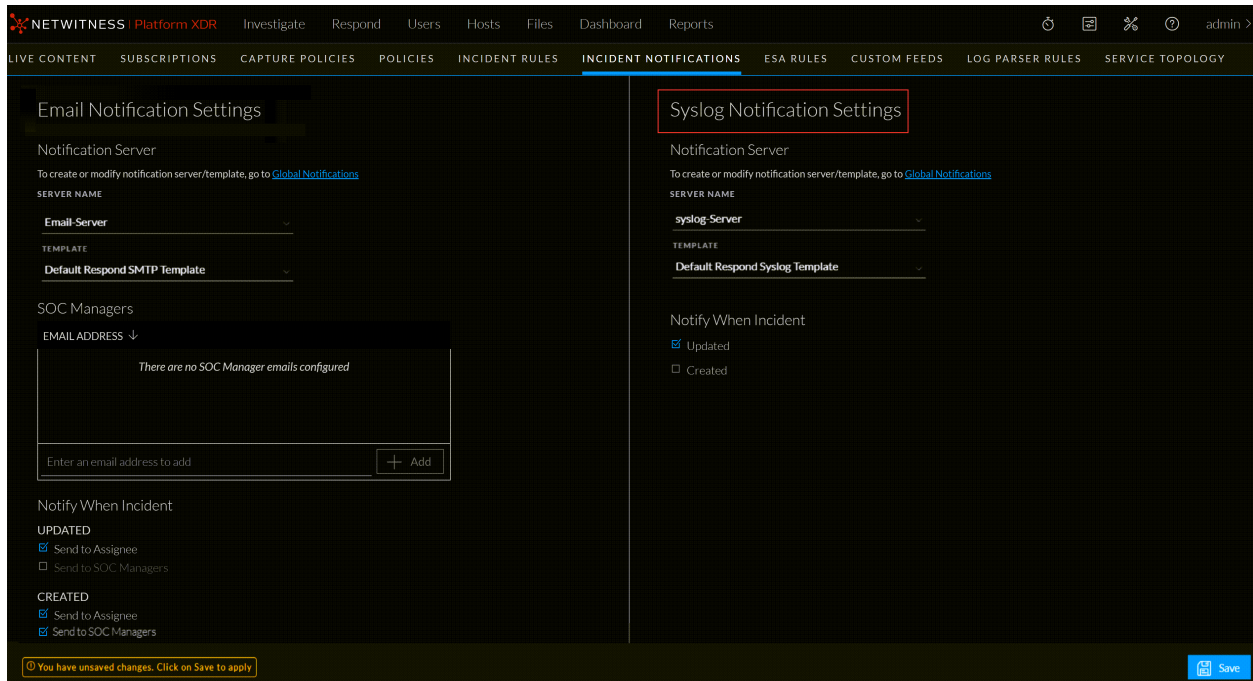 NETWITNESS Platform XDR Investigate Respond Users Hosts Files Dashboard Reports admin
LIVE CONTENT SUBSCRIPTIONS CAPTURE POLICIES POLICIES INCIDENT RULES INCIDENT NOTIFICATIONS ESA RULES CUSTOM FEEDS LOG PARSER RULES SERVICE TOPOLOGY
Email Notification Settings
Notification Server
To create or modify notification server/template, go to Global Notifications
SERVER NAME
Email-Server
TEMPLATE
Default Respond SMTP Template
SOC Managers
EMAIL ADDRESS
There are no SOC Manager emails configured
Enter an email address to add
Add
Notify When Incident
UPDATED
Send to Assignee
Send to SOC Managers
CREATED
Send to Assignee
Send to SOC Managers
Syslog Notification Settings
Notification Server
To create or modify notification server/template, go to Global Notifications
SERVER NAME
syslog-Server
TEMPLATE
Default Respond Syslog Template
Notify When Incident
Updated
Created
You have unsaved changes. Click on Save to apply
Save